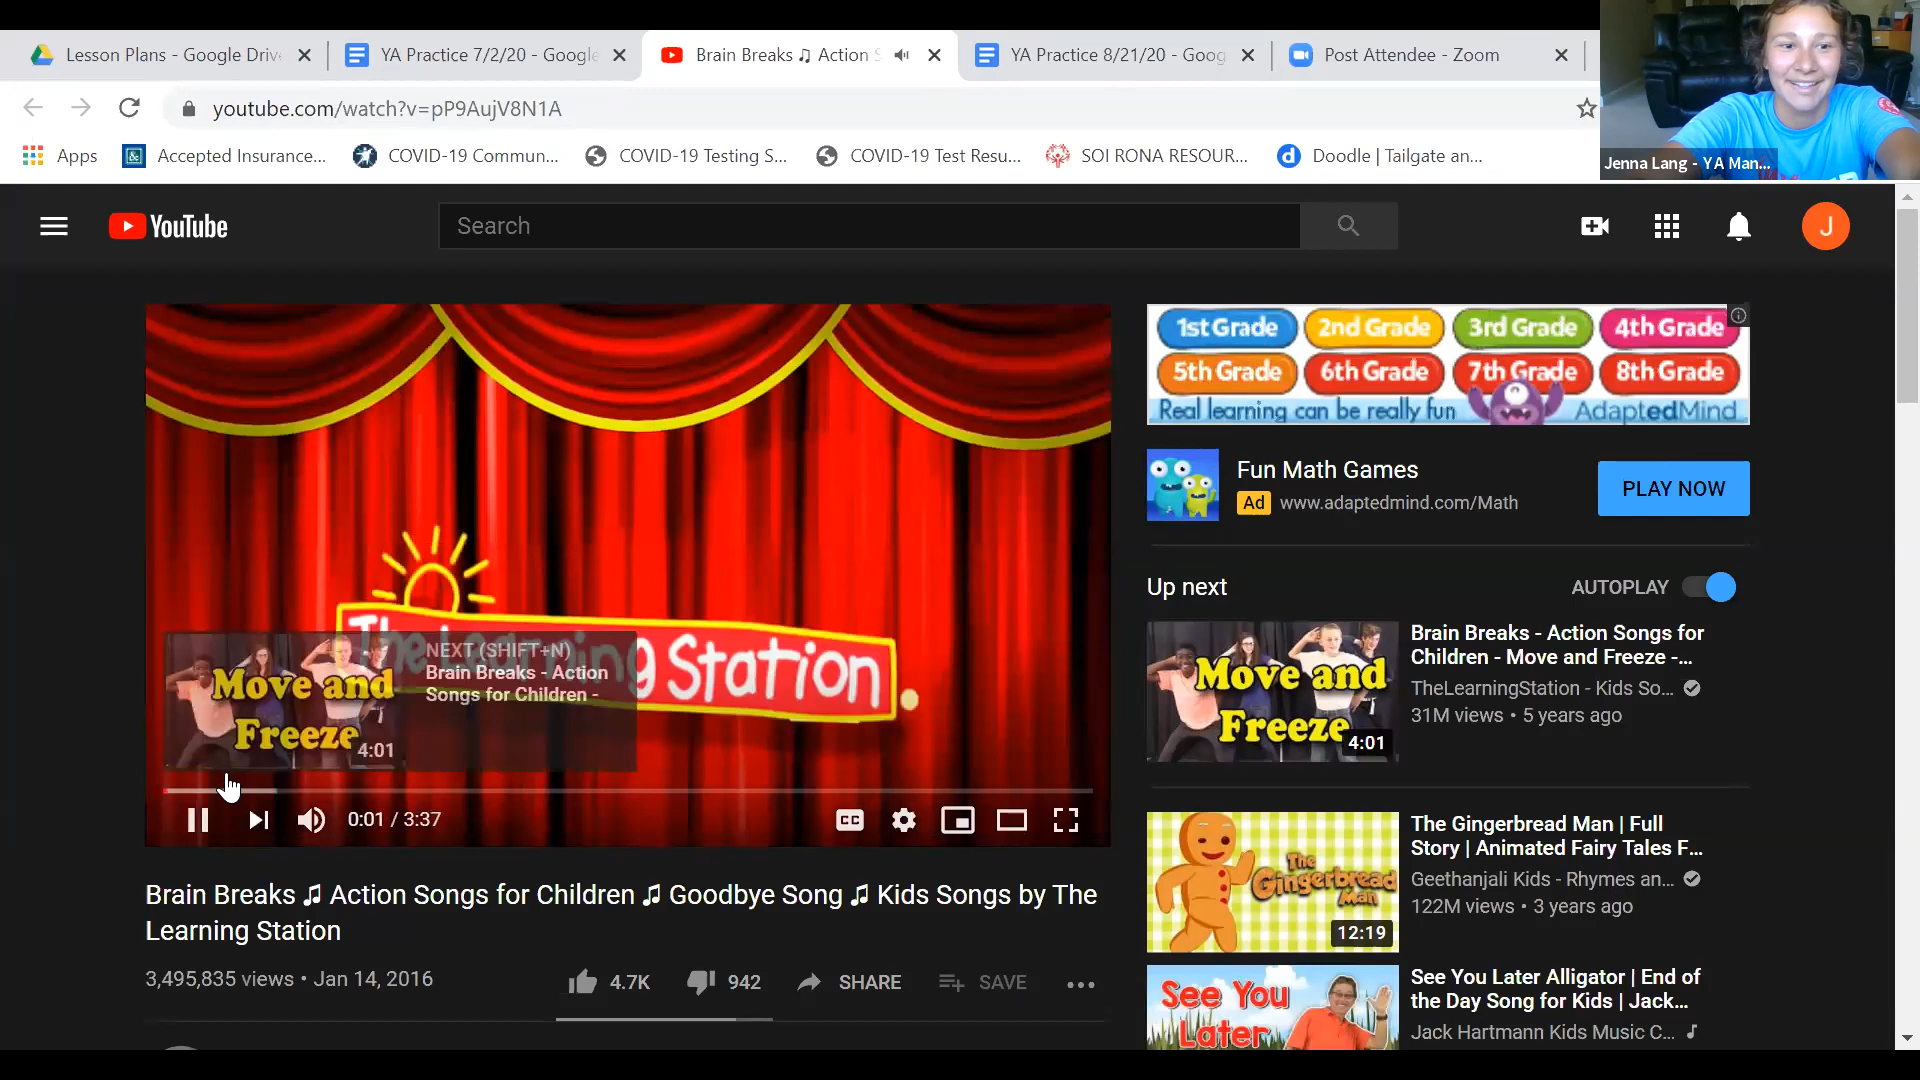 Lesson Plans - Google Drive
YA Practice 7/2/20 - Google
Brain Breaks ♫ Action S
YA Practice 8/21/20 - Goog
Post Attendee - Zoom
youtube.com/watch?v=pP9AujV8N1A
Apps
Accepted Insurance...
COVID-19 Commun...
COVID-19 Testing S...
COVID-19 Test Resu...
SOI RONA RESOUR...
Doodle | Tailgate an...
Jenna Lang - YA Man...
YouTube
Search
J
1st Grade 2nd Grade 3rd Grade 4th Grade
5th Grade 6th Grade 7th Grade 8th Grade
Real learning can be really fun AdaptedMind
Fun Math Games
Ad www.adaptedmind.com/Math
PLAY NOW
Up next
AUTOPLAY
The Learning Station.
NEXT (SHIFT+N)
Brain Breaks - Action
Songs for Children -
Move and
Freeze
4:01
0:01 / 3:37
CC
Move and
Freeze
4:01
Brain Breaks - Action Songs for
Children - Move and Freeze -...
TheLearningStation - Kids So...
31M views • 5 years ago
The
Gingerbread
Man
12:19
The Gingerbread Man | Full
Story | Animated Fairy Tales F...
Geethanjali Kids - Rhymes an...
122M views • 3 years ago
See You
Later
See You Later Alligator | End of
the Day Song for Kids | Jack...
Jack Hartmann Kids Music C...
Brain Breaks ♫ Action Songs for Children ♫ Goodbye Song ♫ Kids Songs by The
Learning Station
3,495,835 views • Jan 14, 2016
4.7K
942
SHARE
SAVE